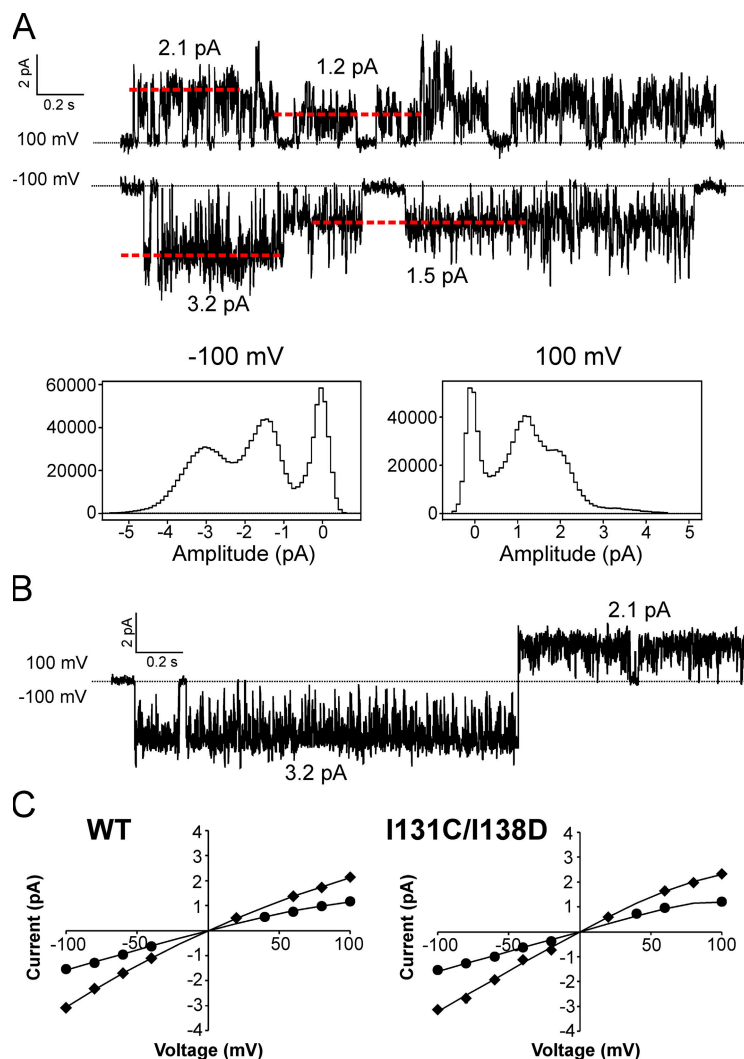 A
2.1 pA
1.2 pA
2 pA
0.2 s
100 mV
-100 mV
3.2 pA
1.5 pA
-100 mV
100 mV
60000
40000
20000
0
-5 -4 -3 -2 -1 0
Amplitude (pA)
40000
20000
0
0 1 2 3 4 5
Amplitude (pA)
B
2 pA
0.2 s
2.1 pA
100 mV
-100 mV
3.2 pA
C
WT
Current (pA)
4
3
2
1
-1
-2
-3
-4
-100 -50 50 100
Voltage (mV)
I131C/I138D
Current (pA)
4
3
2
1
-1
-2
-3
-4
-100 -50 50 100
Voltage (mV)